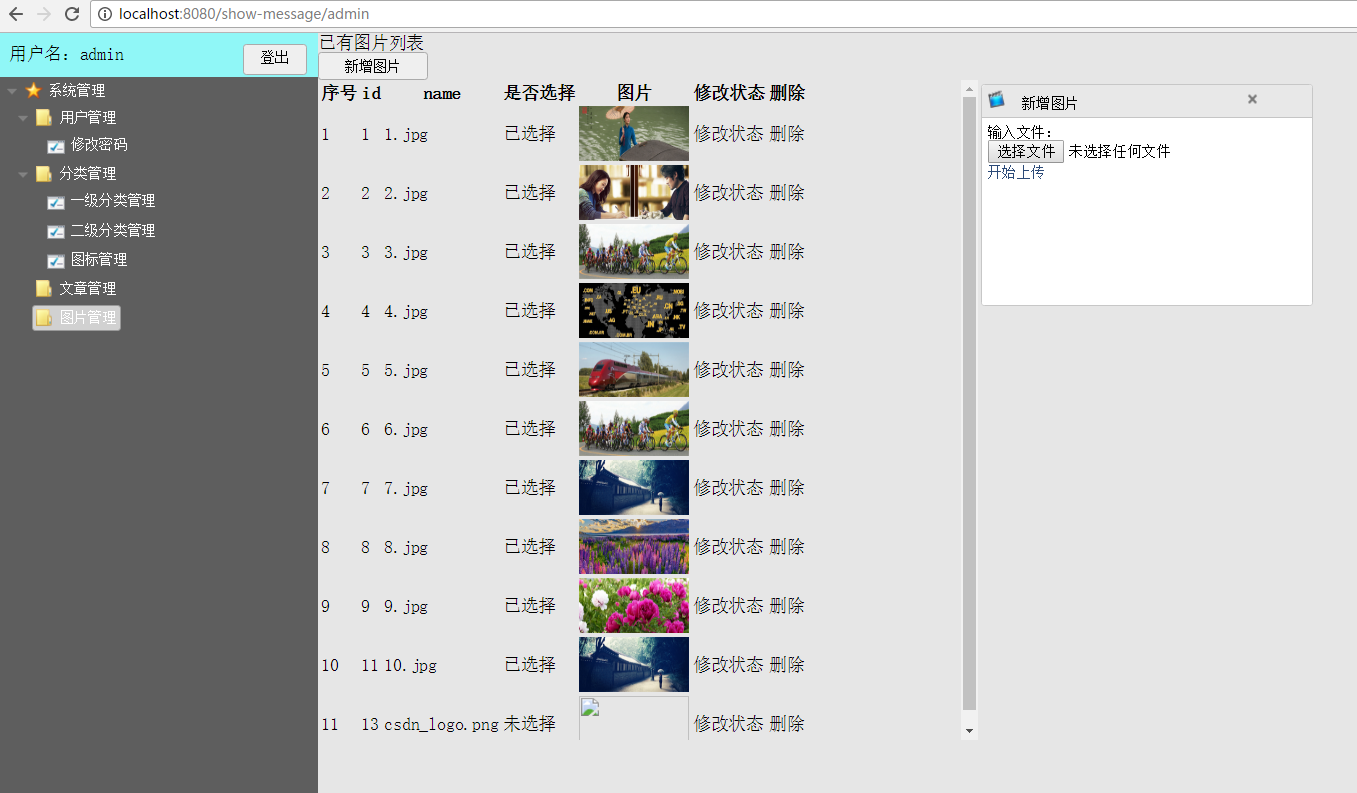 localhost:8080/show-message/admin
用户名: admin
登出
系统管理
用户管理
修改密码
分类管理
一级分类管理
二级分类管理
图标管理
文章管理
图片管理
已有图片列表
新增图片
序号 id name 是否选择 图片 修改状态 删除
1 1 1.jpg 已选择 修改状态 删除
2 2 2.jpg 已选择 修改状态 删除
3 3 3.jpg 已选择 修改状态 删除
4 4 4.jpg 已选择 修改状态 删除
5 5 5.jpg 已选择 修改状态 删除
6 6 6.jpg 已选择 修改状态 删除
7 7 7.jpg 已选择 修改状态 删除
8 8 8.jpg 已选择 修改状态 删除
9 9 9.jpg 已选择 修改状态 删除
10 11 10.jpg 已选择 修改状态 删除
11 13 csdn_logo.png 未选择 修改状态 删除
新增图片
输入文件:
选择文件 未选择任何文件
开始上传